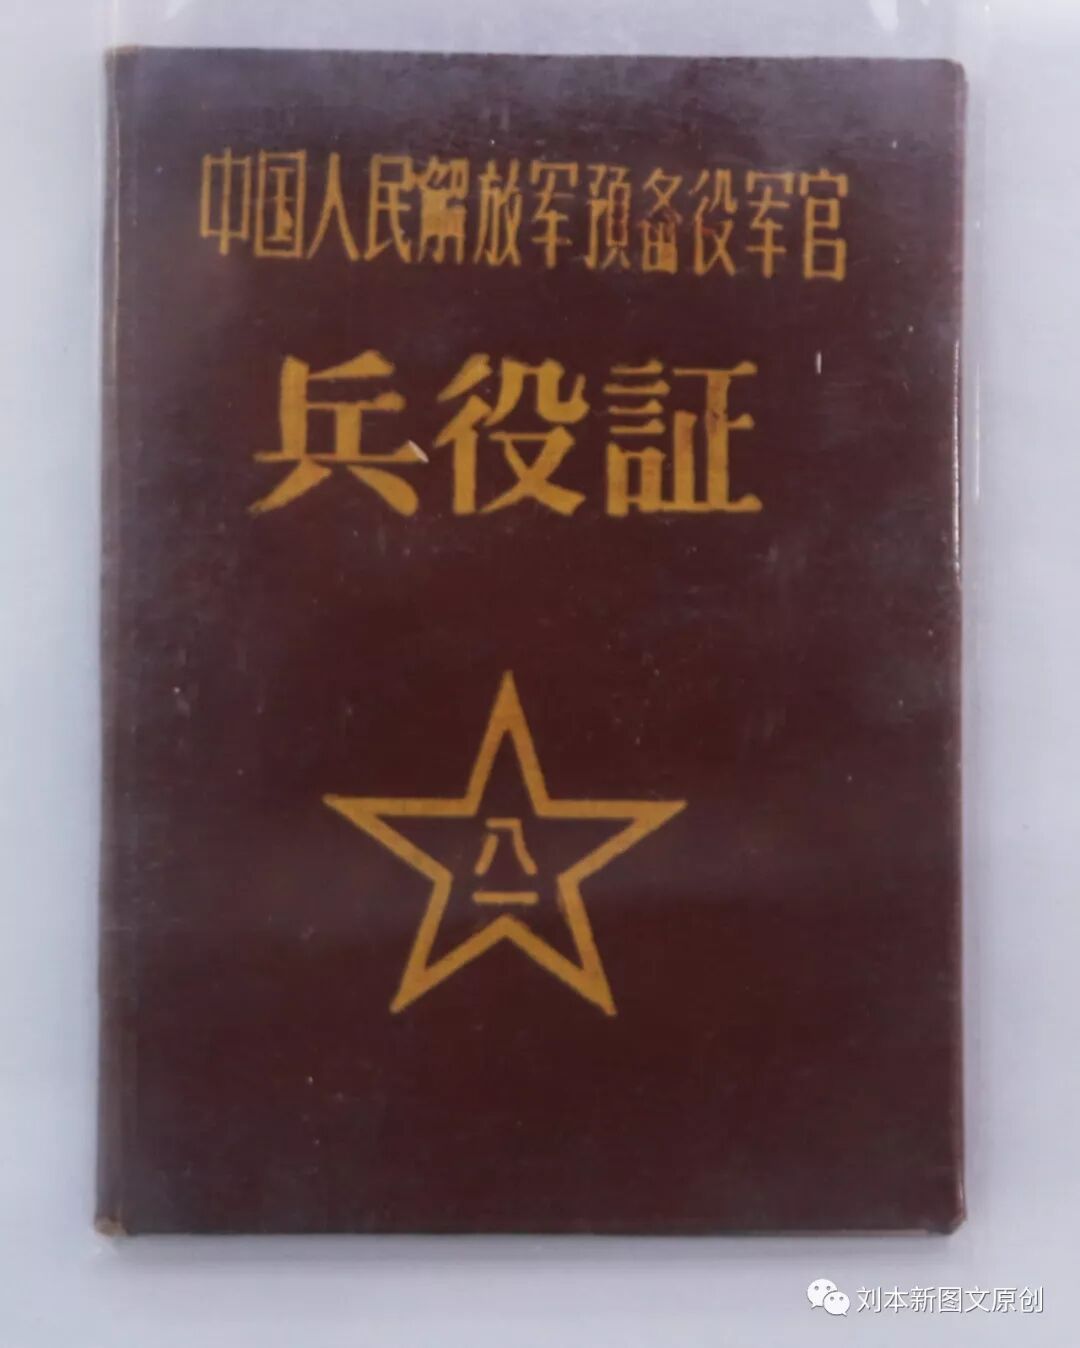 中国人民解放军预备役军官
兵役証
八一
刘本新图文原创